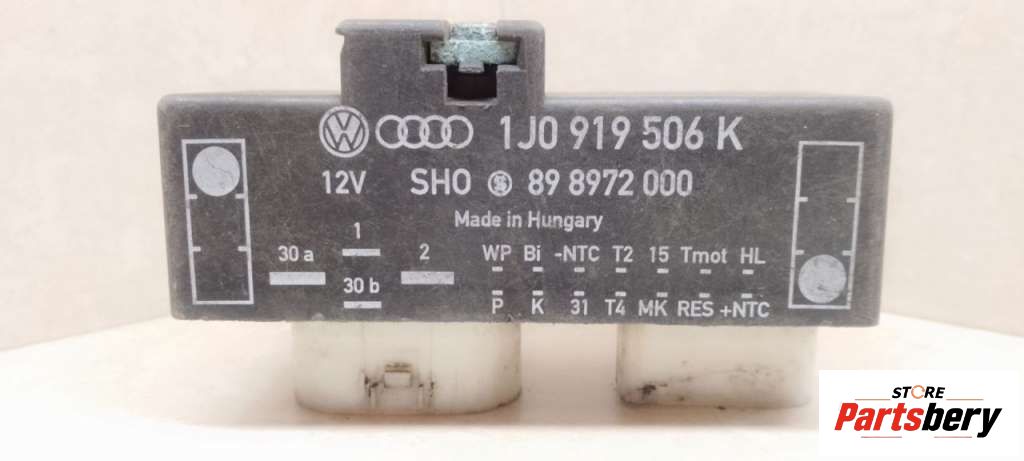 1J0 919 506 K
12V SHO 89 8972 000
Made in Hungary
1
30 a 2 WP Bi -NTC T2 15 Tmot HL
30 b
P K 31 T4 MK RES +NTC
STORE
Partsbery